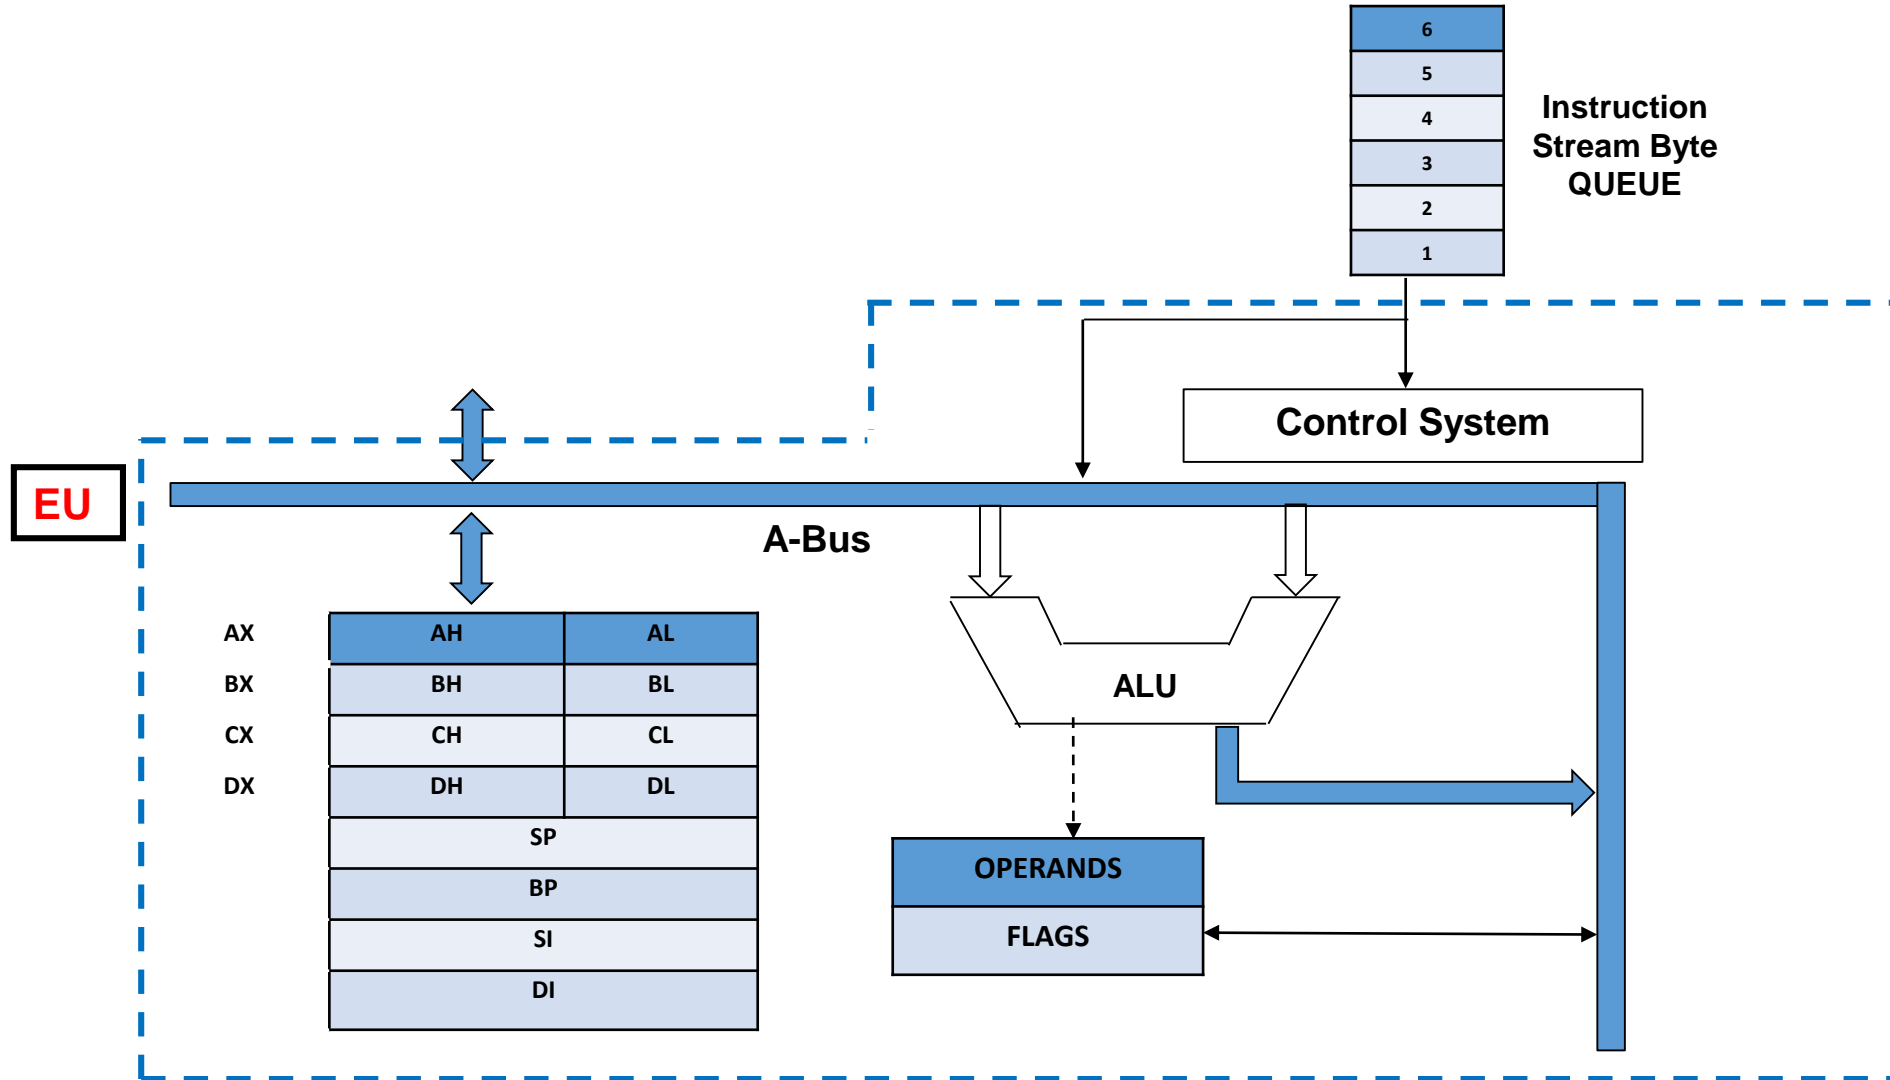 6
5
4
3
2
1
Instruction
Stream Byte
QUEUE
Control System
EU
A-Bus
AX AH AL
BX BH BL
CX CH CL
DX DH DL
SP
BP
SI
DI
ALU
OPERANDS
FLAGS